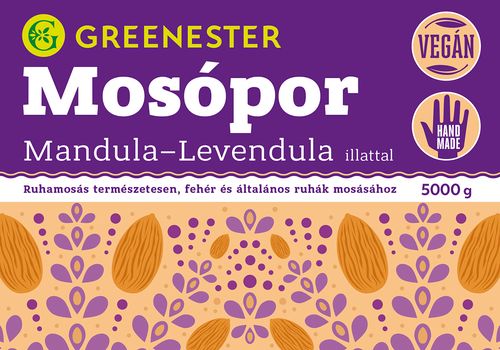 GREENESTER
VEGÁN
Mosópor
HAND
MADE
Mandula–Levendula illattal
Ruhamosás természetesen, fehér és általános ruhák mosásához 5000 g